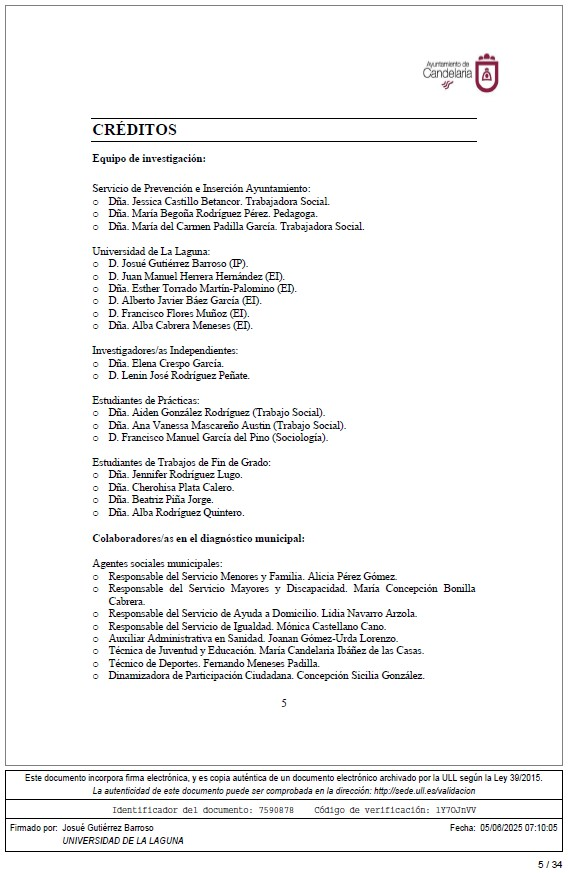 Ayuntamiento de
Candelaria
CRÉDITOS
Equipo de investigación:
Servicio de Prevención e Inserción Ayuntamiento:
o Dña. Jessica Castillo Betancor. Trabajadora Social.
o Dña. María Begoña Rodríguez Pérez. Pedagoga.
o Dña. María del Carmen Padilla García. Trabajadora Social.
Universidad de La Laguna:
o D. Josué Gutiérrez Barroso (IP).
o D. Juan Manuel Herrera Hernández (EI).
o Dña. Esther Torrado Martín-Palomino (EI).
o D. Alberto Javier Báez García (EI).
o D. Francisco Flores Muñoz (EI).
o Dña. Alba Cabrera Meneses (EI).
Investigadores/as Independientes:
o Dña. Elena Crespo García.
o D. Lenin José Rodríguez Peñate.
Estudiantes de Prácticas:
o Dña. Aiden González Rodríguez (Trabajo Social).
o Dña. Ana Vanessa Mascareño Austin (Trabajo Social).
o D. Francisco Manuel García del Pino (Sociología).
Estudiantes de Trabajos de Fin de Grado:
o Dña. Jennifer Rodríguez Lugo.
o Dña. Cherohisa Plata Calero.
o Dña. Beatriz Piña Jorge.
o Dña. Alba Rodríguez Quintero.
Colaboradores/as en el diagnóstico municipal:
Agentes sociales municipales:
o Responsable del Servicio Menores y Familia. Alicia Pérez Gómez.
o Responsable del Servicio Mayores y Discapacidad. María Concepción Bonilla
Cabrera.
o Responsable del Servicio de Ayuda a Domicilio. Lidia Navarro Arzola.
o Responsable del Servicio de Igualdad. Mónica Castellano Cano.
o Auxiliar Administrativa en Sanidad. Joanan Gómez-Urda Lorenzo.
o Técnica de Juventud y Educación. María Candelaria Ibáñez de las Casas.
o Técnico de Deportes. Fernando Meneses Padilla.
o Dinamizadora de Participación Ciudadana. Concepción Sicilia González.
5
Este documento incorpora firma electrónica, y es copia auténtica de un documento electrónico archivado por la ULL según la Ley 39/2015.
La autenticidad de este documento puede ser comprobada en la dirección: http://sede.ull.es/validacion
Identificador del documento: 7590878 Código de verificación: 1Y7OJnVV
Firmado por: Josué Gutiérrez Barroso Fecha: 05/06/2025 07:10:05
UNIVERSIDAD DE LA LAGUNA
5 / 34